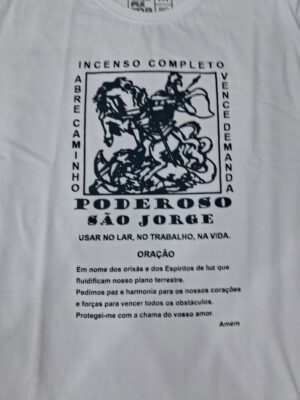 INCENSO COMPLETO
ABRE CAMINHO
VENCE DEMANDA
PODEROSO
SÃO JORGE
USAR NO LAR, NO TRABALHO, NA VIDA.
ORAÇÃO
Em nome dos orixás e dos Espíritos de luz que
fluidificam nosso plano terrestre.
Pedimos paz e harmonia para os nossos corações
e forças para vencer todos os obstáculos.
Protegei-me com a chama do vosso amor.
Amém